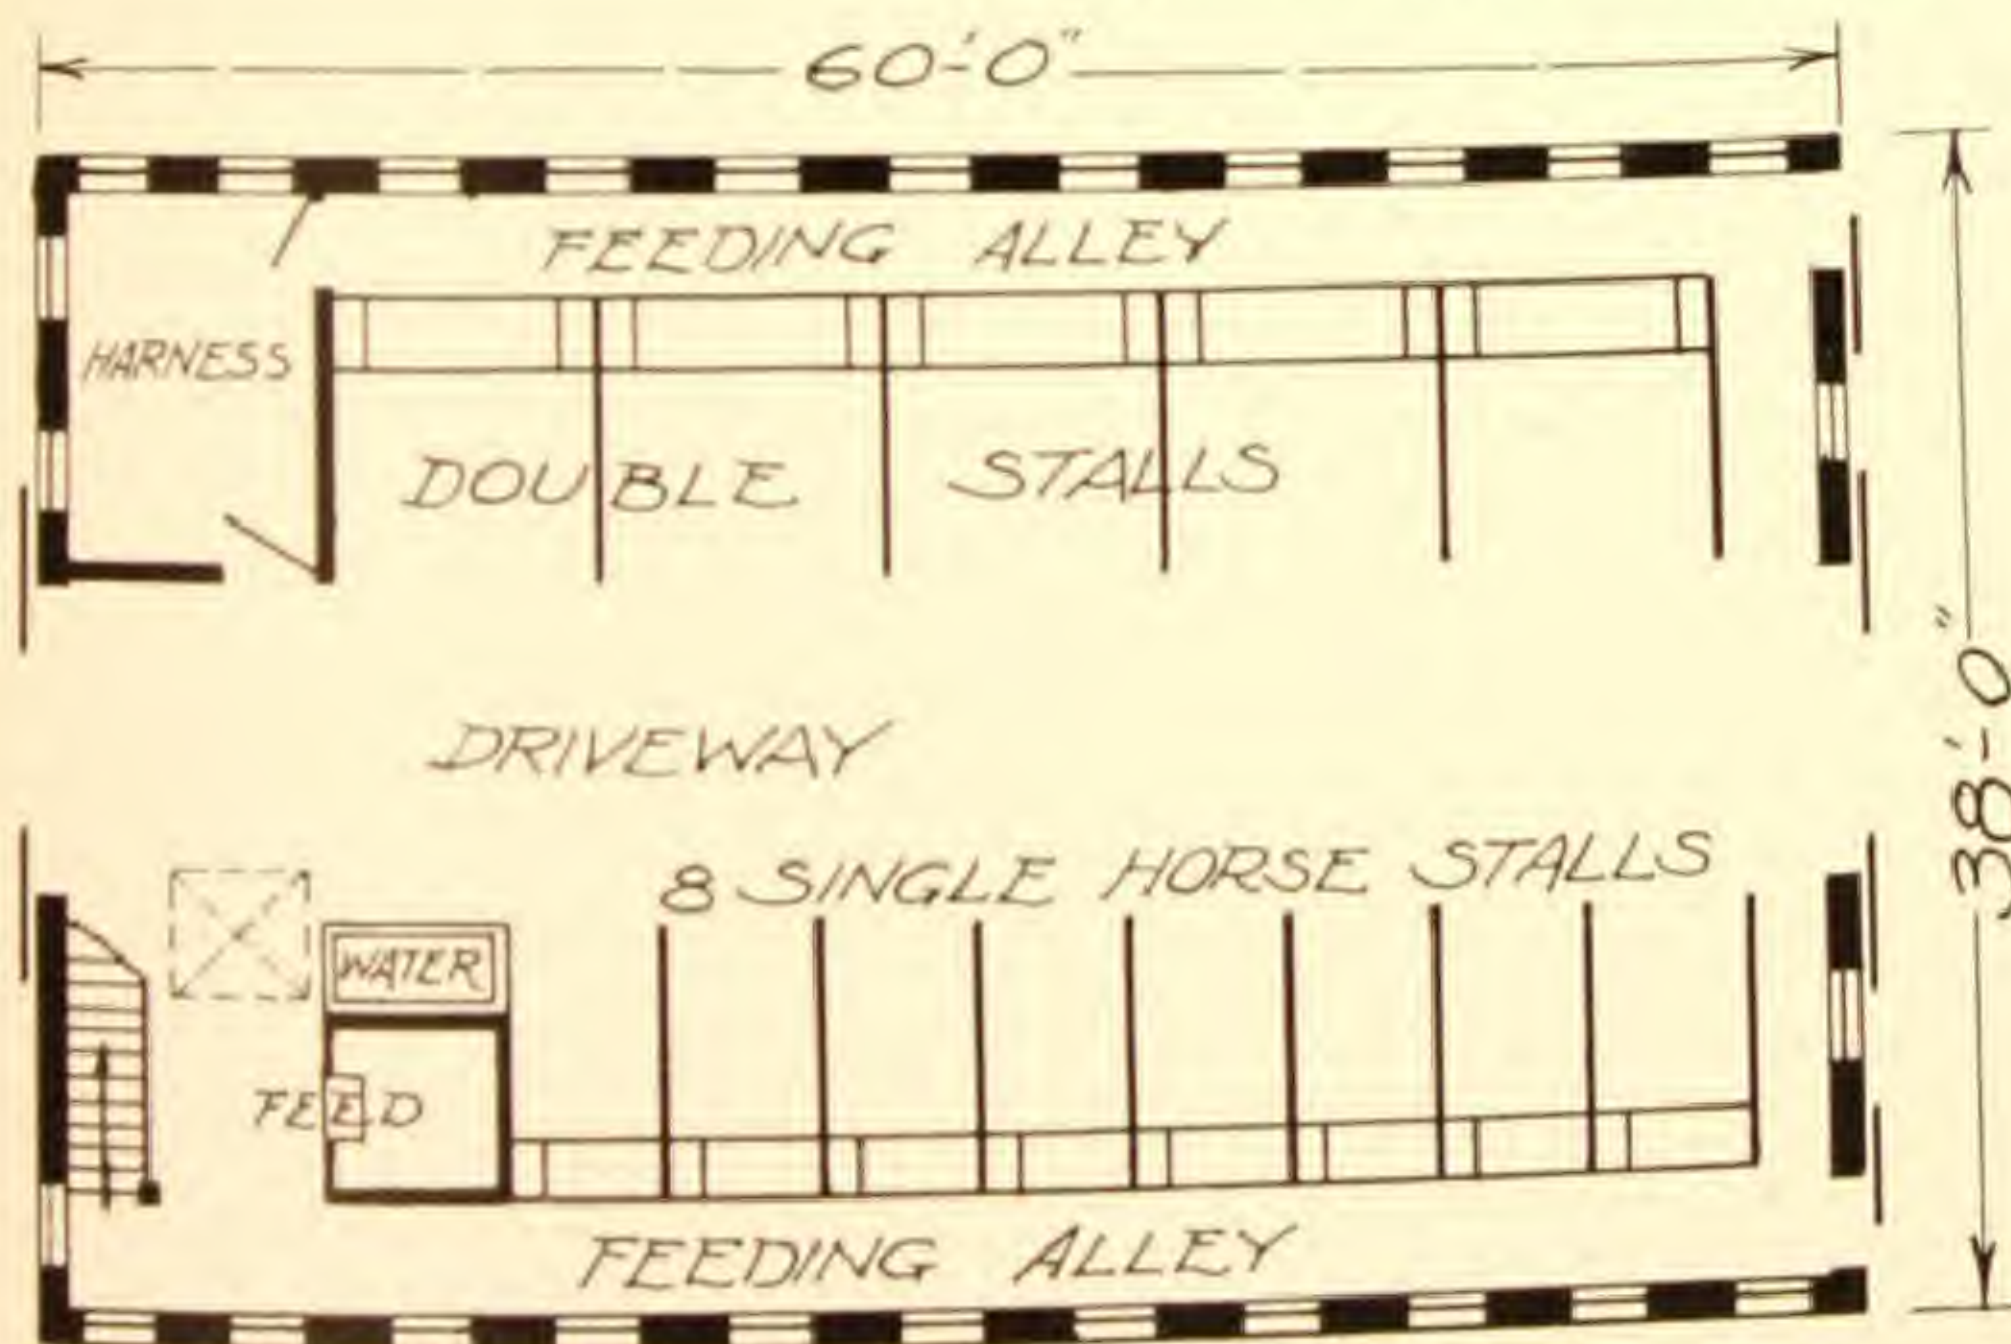 60'-0"
FEEDING ALLEY
HARNESS
DOUBLE STALLS
38'-0"
DRIVEWAY
8 SINGLE HORSE STALLS
WATER
FEED
FEEDING ALLEY